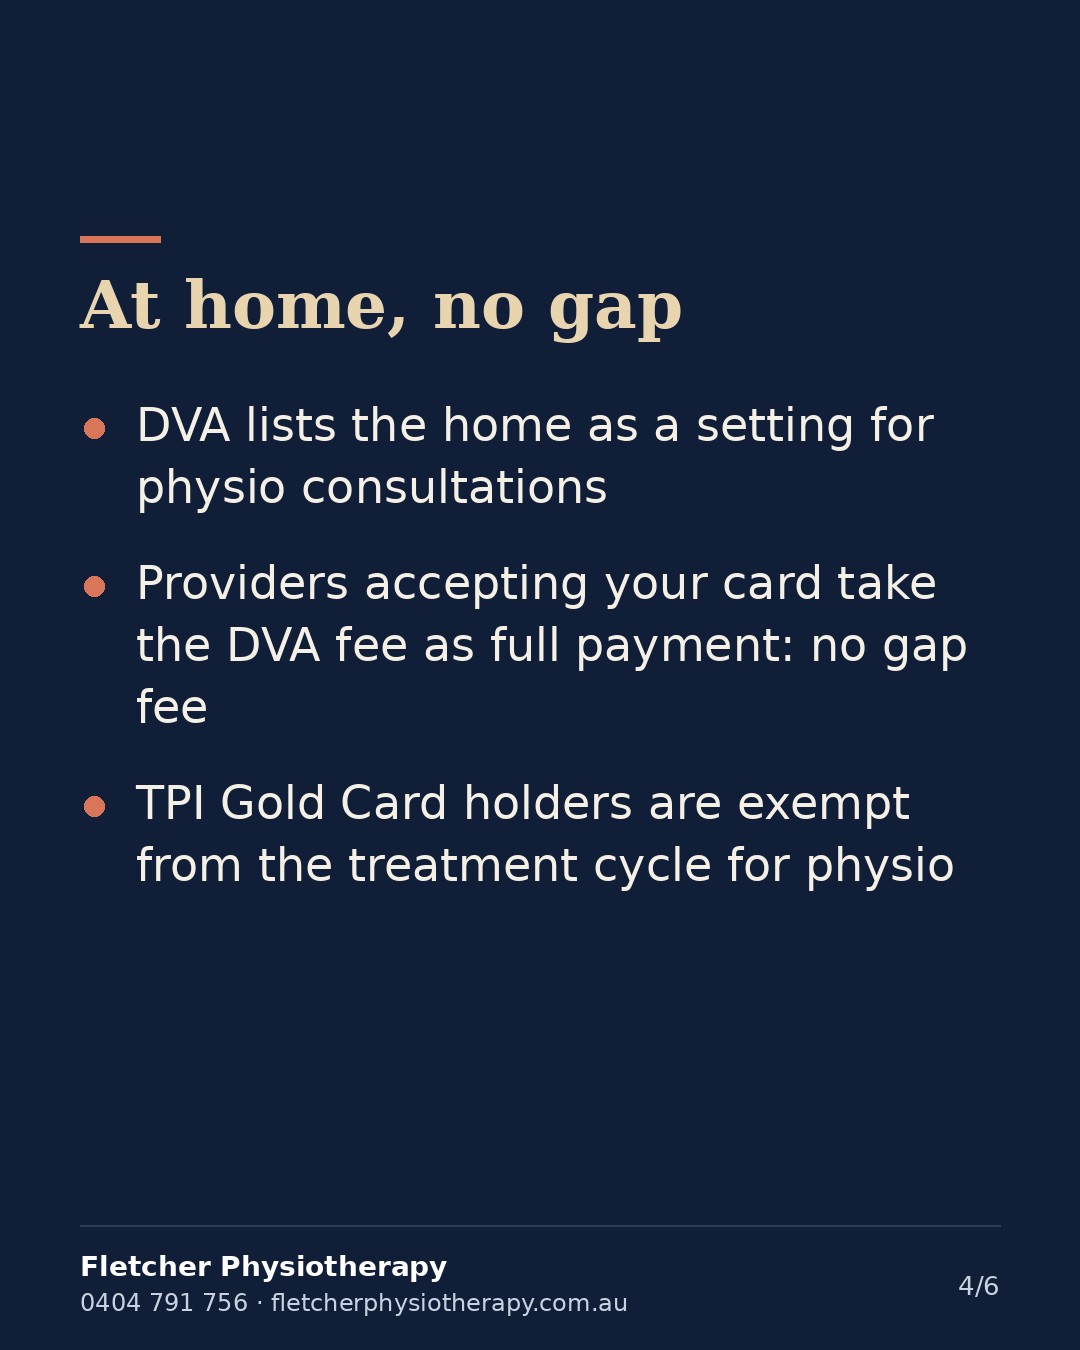 At home, no gap
DVA lists the home as a setting for
physio consultations
Providers accepting your card take
the DVA fee as full payment: no gap
fee
TPI Gold Card holders are exempt
from the treatment cycle for physio
Fletcher Physiotherapy
0404 791 756 · fletcherphysiotherapy.com.au
4/6